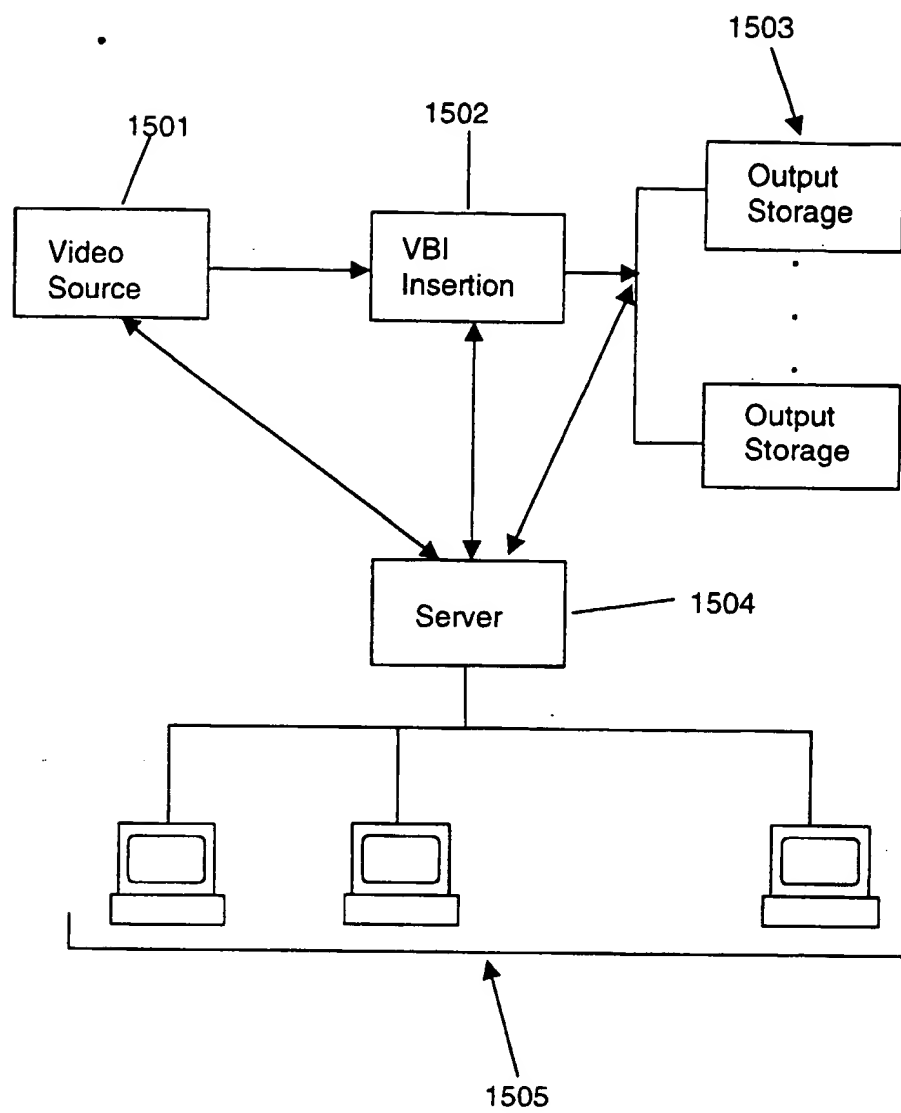 1503
1501
1502
Output
Storage
Video
Source
VBI
Insertion
Output
Storage
Server
1504
1505